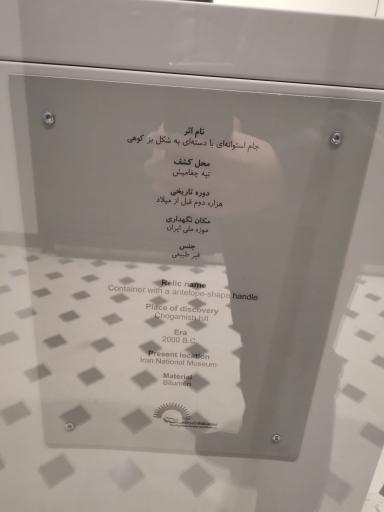 نام اثر
جام استوانه‌ای با دسته‌ای به شکل بز کوهی
محل کشف
تپه چغامیش
دوره تاریخی
هزاره دوم قبل از میلاد
مکان نگهداری
موزه ملی ایران
جنس
قیر طبیعی
Relic name
Container with a antelope-shape handle
Place of discovery
Chogamish hill
Era
2000 B.C
Present location
Iran National Museum
Material
Bitumen